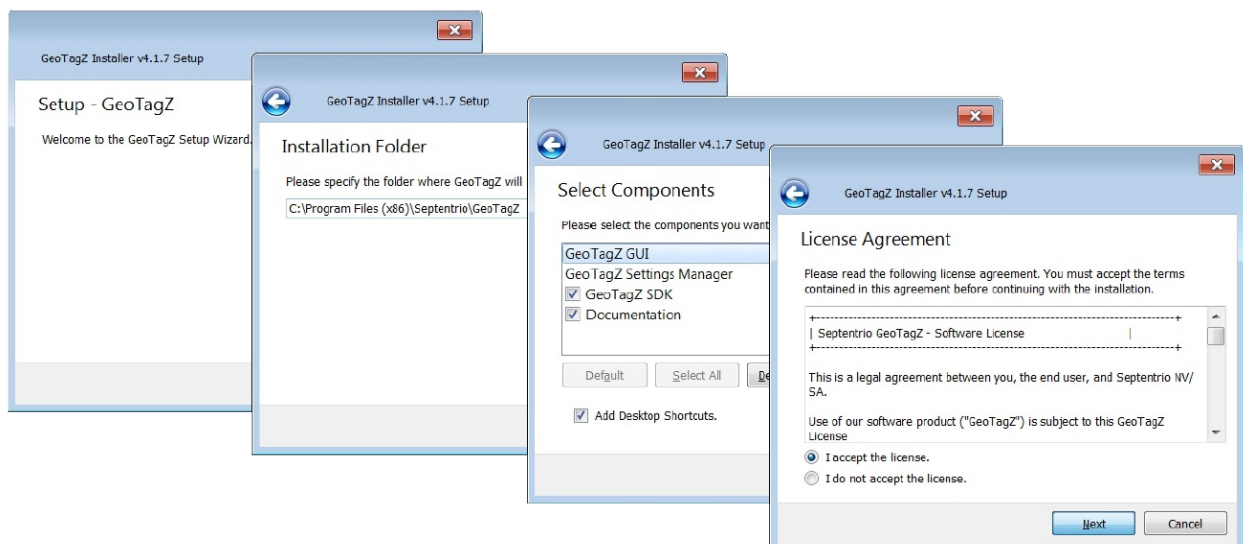 GeoTagZ Installer v4.1.7 Setup
Setup - GeoTagZ
Welcome to the GeoTagZ Setup Wizard.
GeoTagZ Installer v4.1.7 Setup
Installation Folder
Please specify the folder where GeoTagZ will
C:\Program Files (x86)\Septentrio\GeoTagZ
GeoTagZ Installer v4.1.7 Setup
Select Components
Please select the components you want
GeoTagZ GUI
GeoTagZ Settings Manager
GeoTagZ SDK
Documentation
Default Select All De
Add Desktop Shortcuts.
GeoTagZ Installer v4.1.7 Setup
License Agreement
Please read the following license agreement. You must accept the terms
contained in this agreement before continuing with the installation.
+------------------------------------------------------------------------+
| Septentrio GeoTagZ - Software License |
+------------------------------------------------------------------------+
This is a legal agreement between you, the end user, and Septentrio NV/
SA.
Use of our software product ("GeoTagZ") is subject to this GeoTagZ
License
I accept the license.
I do not accept the license.
Next Cancel